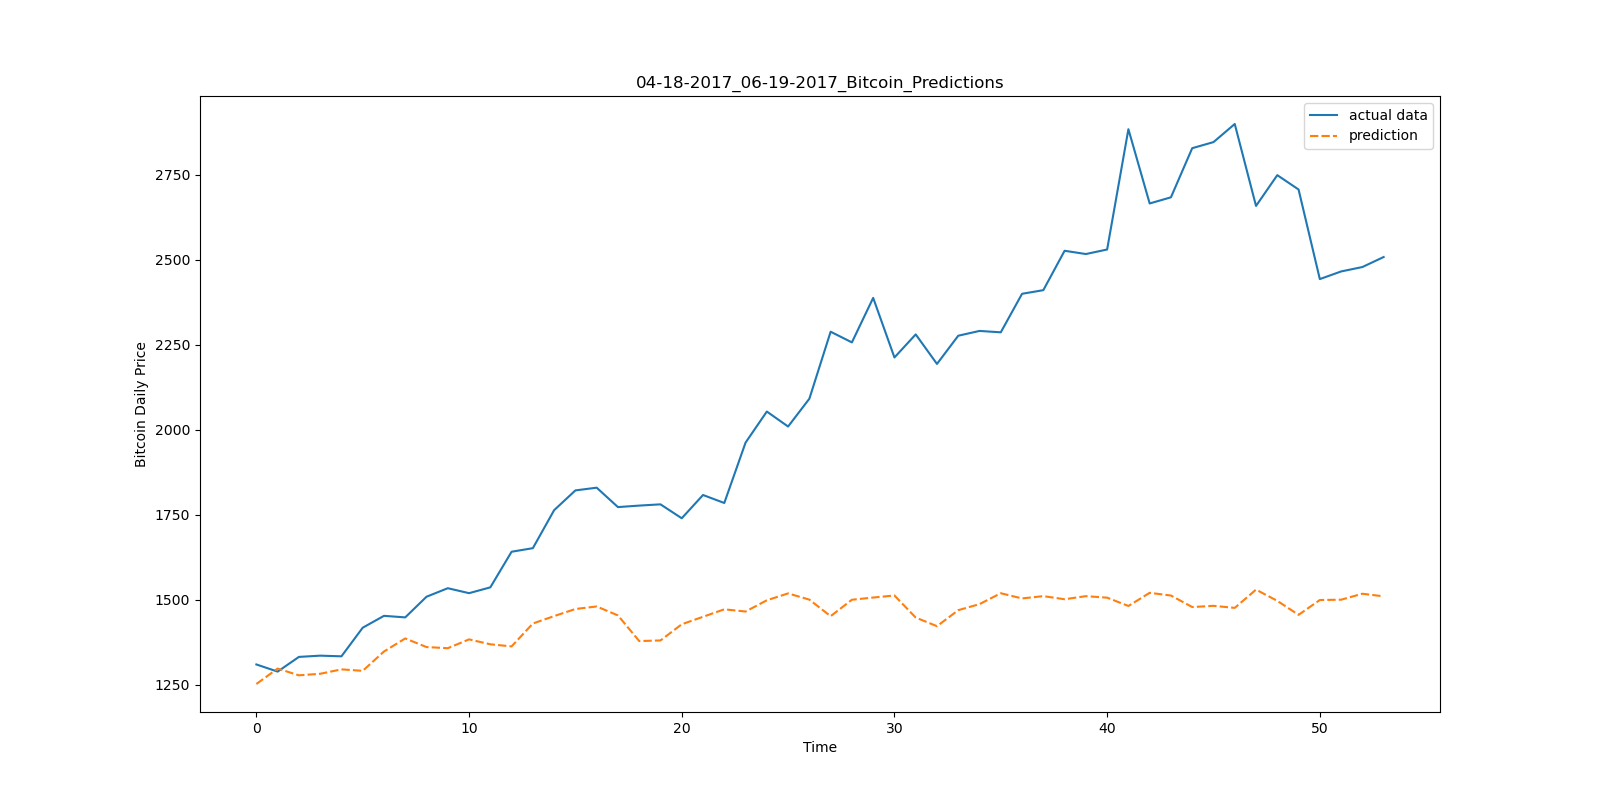 04-18-2017_06-19-2017_Bitcoin_Predictions
actual data
prediction
2750
2500
2250
2000
1750
1500
1250
Bitcoin Daily Price
0 10 20 30 40 50
Time